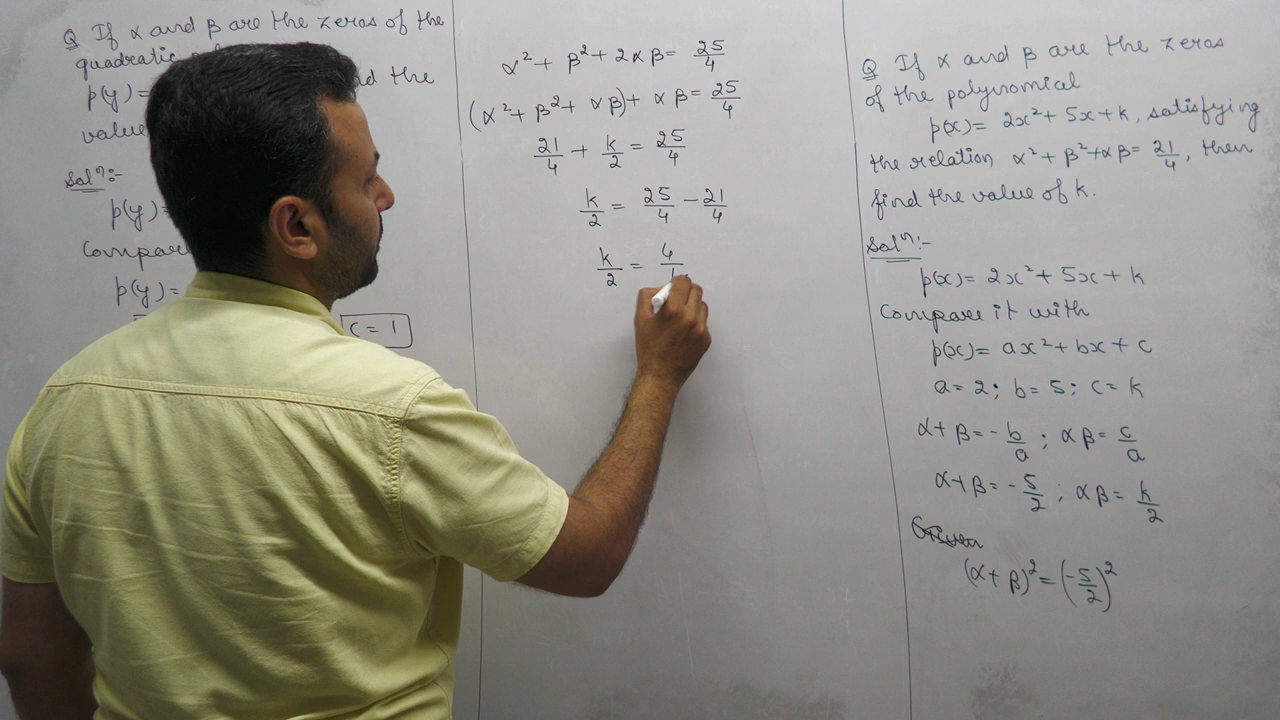 Q If α and β are the zeros of the
quadratic
the
p(y) =
value
Solⁿ:-
p(y) =
Compare
p(y) =
c = 1
α² + β² + 2αβ = 25/4
(α² + β² + αβ) + αβ = 25/4
21/4 + k/2 = 25/4
k/2 = 25/4 - 21/4
k/2 = 4/
Q If α and β are the zeros
of the polynomial
p(x) = 2x² + 5x + k, satisfying
the relation α² + β² + αβ = 21/4, then
find the value of k.
Solⁿ:-
p(x) = 2x² + 5x + k
Compare it with
p(x) = ax² + bx + c
a = 2; b = 5; c = k
α + β = -b/a ; αβ = c/a
α + β = -5/2 ; αβ = k/2
(α + β)² = (-5/2)²